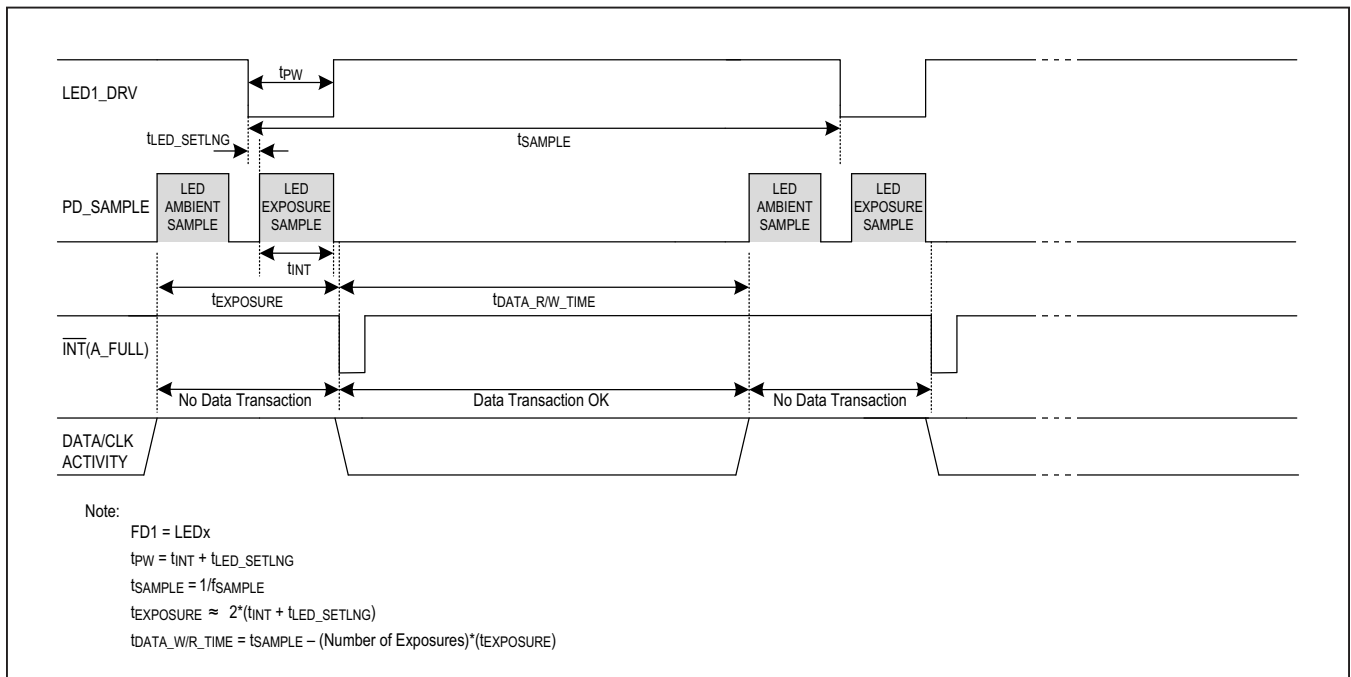 tPW
LED1_DRV
tLED_SETLNG
tSAMPLE
PD_SAMPLE
LED
AMBIENT
SAMPLE
LED
EXPOSURE
SAMPLE
LED
AMBIENT
SAMPLE
LED
EXPOSURE
SAMPLE
tINT
tEXPOSURE
tDATA_R/W_TIME
INT(A_FULL)
No Data Transaction
Data Transaction OK
No Data Transaction
DATA/CLK
ACTIVITY
Note:
FD1 = LEDx
tPW = tINT + tLED_SETLNG
tSAMPLE = 1/fSAMPLE
tEXPOSURE ≈ 2*(tINT + tLED_SETLNG)
tDATA_W/R_TIME = tSAMPLE – (Number of Exposures)*(tEXPOSURE)